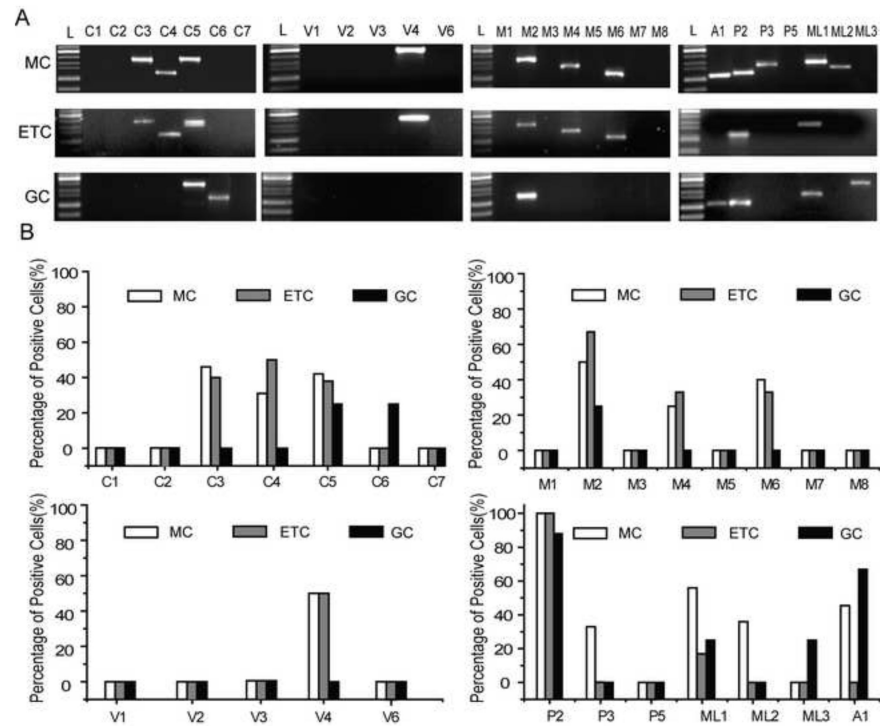 A
L C1 C2 C3 C4 C5 C6 C7 L V1 V2 V3 V4 V6 L M1 M2 M3 M4 M5 M6 M7 M8 L A1 P2 P3 P5 ML1 ML2 ML3
MC
ETC
GC
B
Percentage of Positive Cells(%)
100
80
60
40
20
0
MC ETC GC
C1 C2 C3 C4 C5 C6 C7
Percentage of Positive Cells(%)
100
80
60
40
20
0
MC ETC GC
M1 M2 M3 M4 M5 M6 M7 M8
Percentage of Positive Cells(%)
100
80
60
40
20
0
MC ETC GC
V1 V2 V3 V4 V6
Percentage of Positive Cells(%)
100
80
60
40
20
0
MC ETC GC
P2 P3 P5 ML1 ML2 ML3 A1